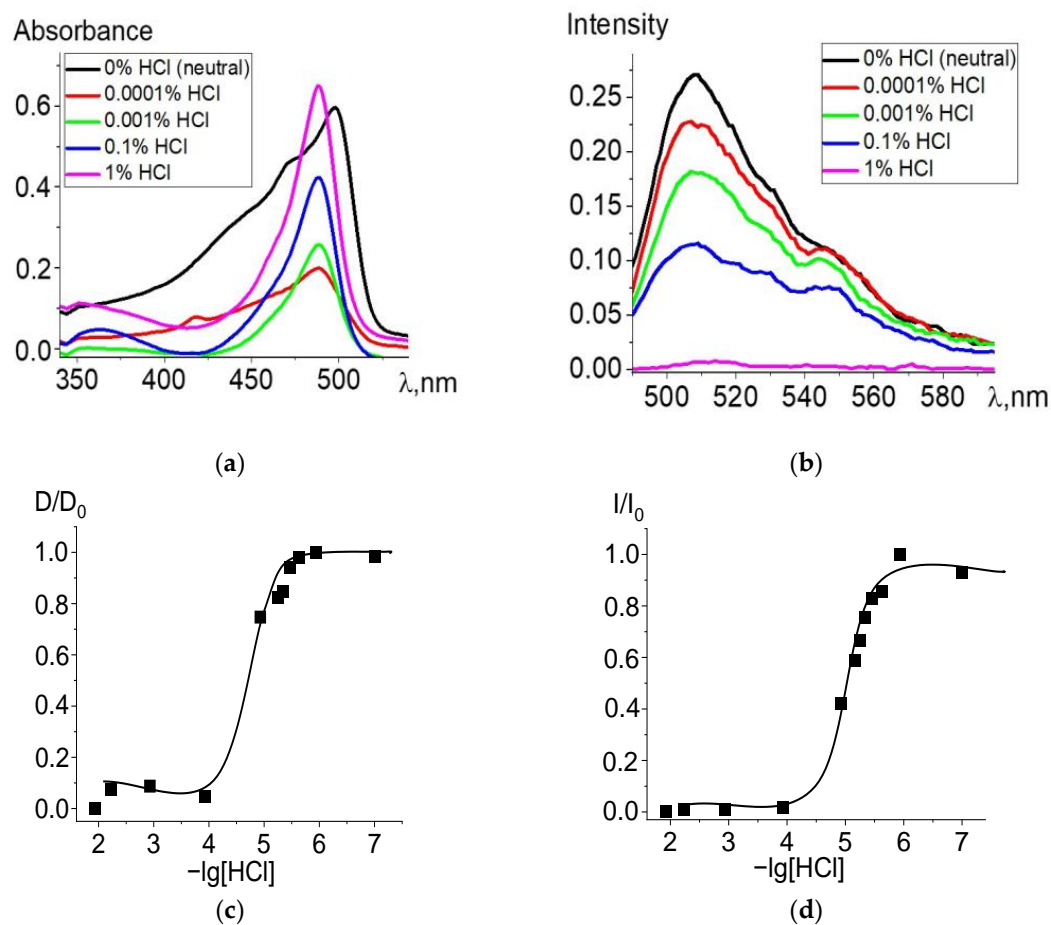 Absorbance
0% HCl (neutral)
0.0001% HCl
0.001% HCl
0.1% HCl
1% HCl
0.6
0.4
0.2
0.0
350 400 450 500 λ,nm
(a)
Intensity
0% HCl (neutral)
0.0001% HCl
0.001% HCl
0.1% HCl
1% HCl
0.25
0.20
0.15
0.10
0.05
0.00
500 520 540 560 580 λ,nm
(b)
D/D0
1.0
0.8
0.6
0.4
0.2
0.0
2 3 4 5 6 7
−lg[HCl]
(c)
I/I0
1.0
0.8
0.6
0.4
0.2
0.0
2 3 4 5 6 7
−lg[HCl]
(d)